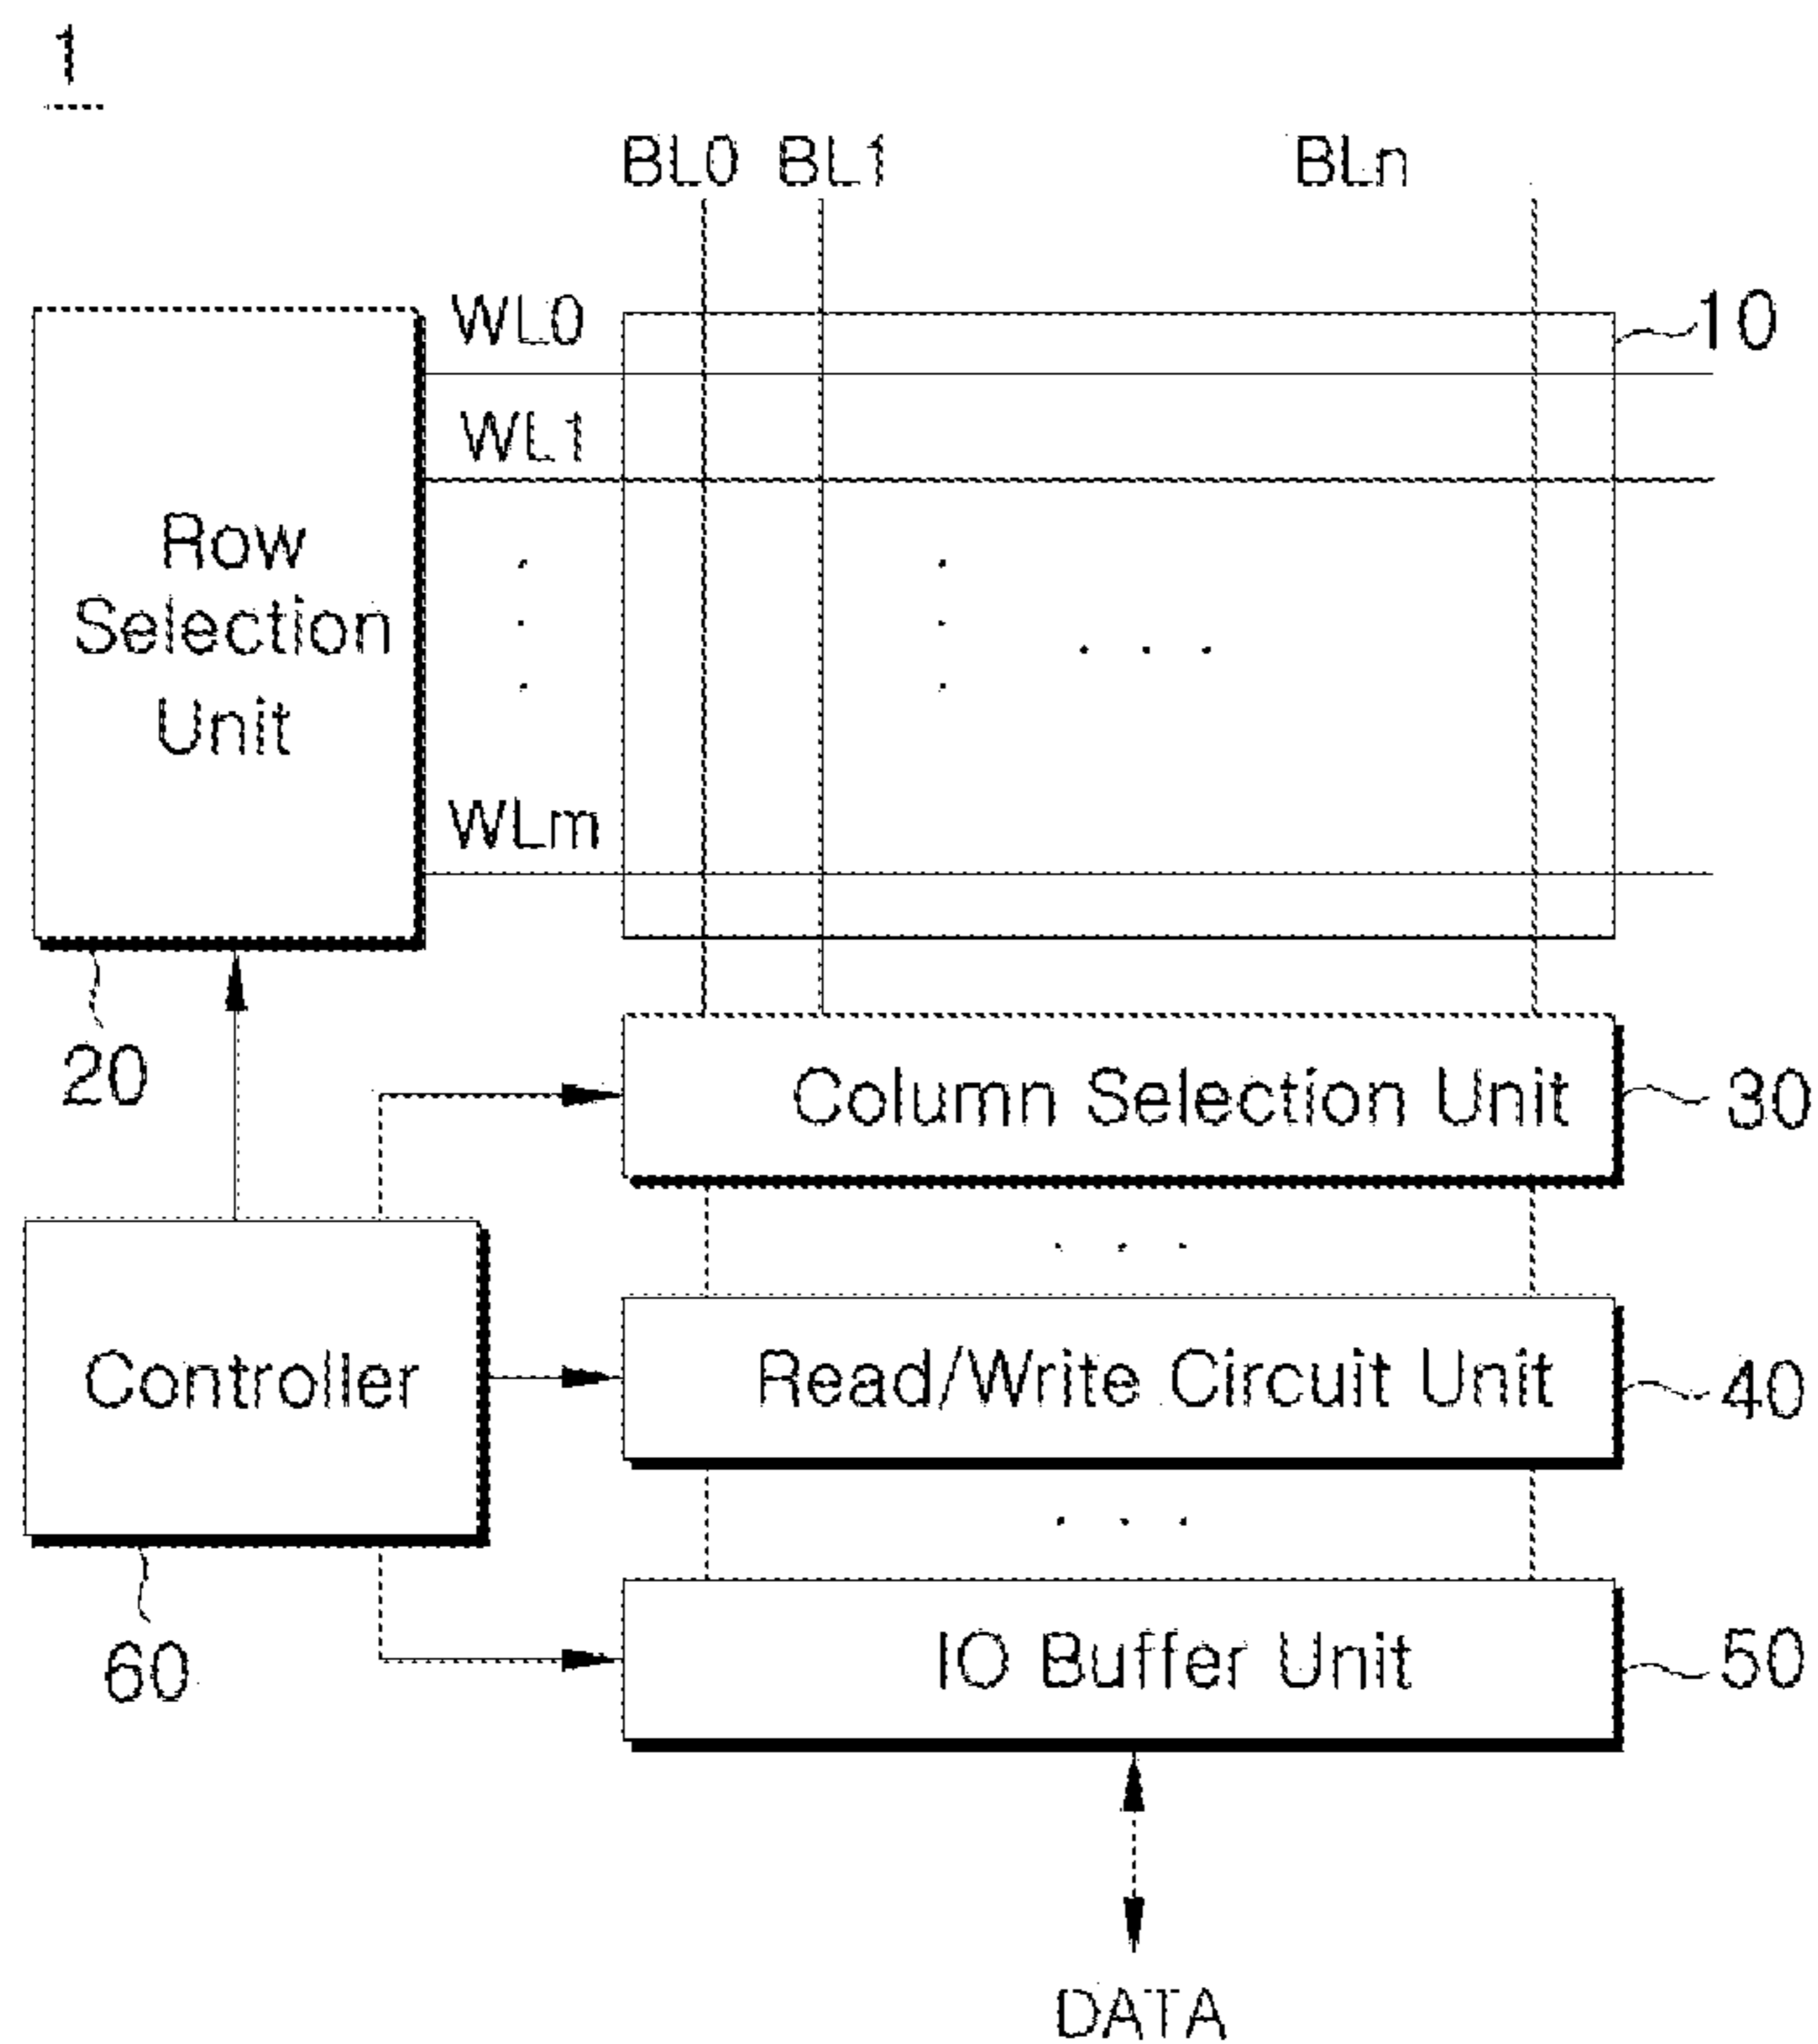 1
BL0 BL1 BLn
WL0
10
WL1
Row
Selection
Unit
WLm
20
Column Selection Unit
30
Controller
Read/Write Circuit Unit
40
60
IO Buffer Unit
50
DATA